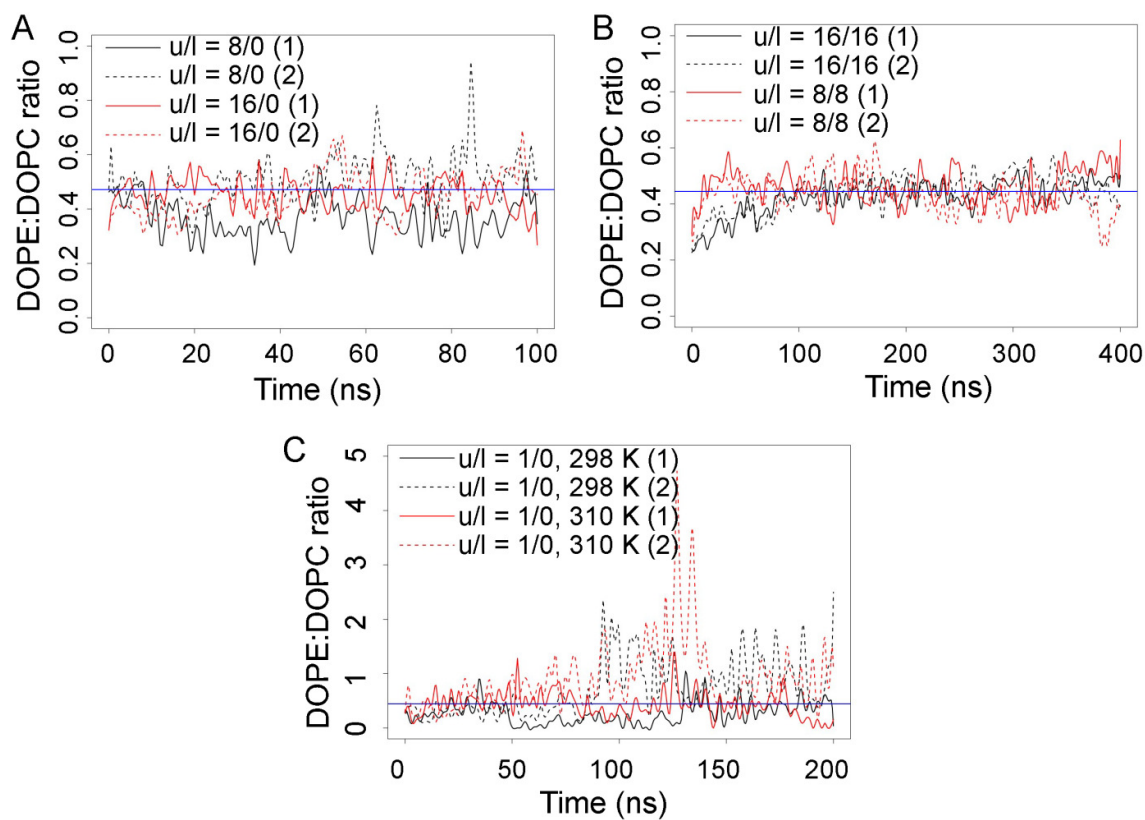 A
u/l = 8/0 (1)
u/l = 8/0 (2)
u/l = 16/0 (1)
u/l = 16/0 (2)
DOPE:DOPC ratio
1.0
0.8
0.6
0.4
0.2
0.0
0 20 40 60 80 100
Time (ns)
B
u/l = 16/16 (1)
u/l = 16/16 (2)
u/l = 8/8 (1)
u/l = 8/8 (2)
DOPE:DOPC ratio
1.0
0.8
0.6
0.4
0.2
0.0
0 100 200 300 400
Time (ns)
C
u/l = 1/0, 298 K (1)
u/l = 1/0, 298 K (2)
u/l = 1/0, 310 K (1)
u/l = 1/0, 310 K (2)
DOPE:DOPC ratio
5
4
3
2
1
0
0 50 100 150 200
Time (ns)